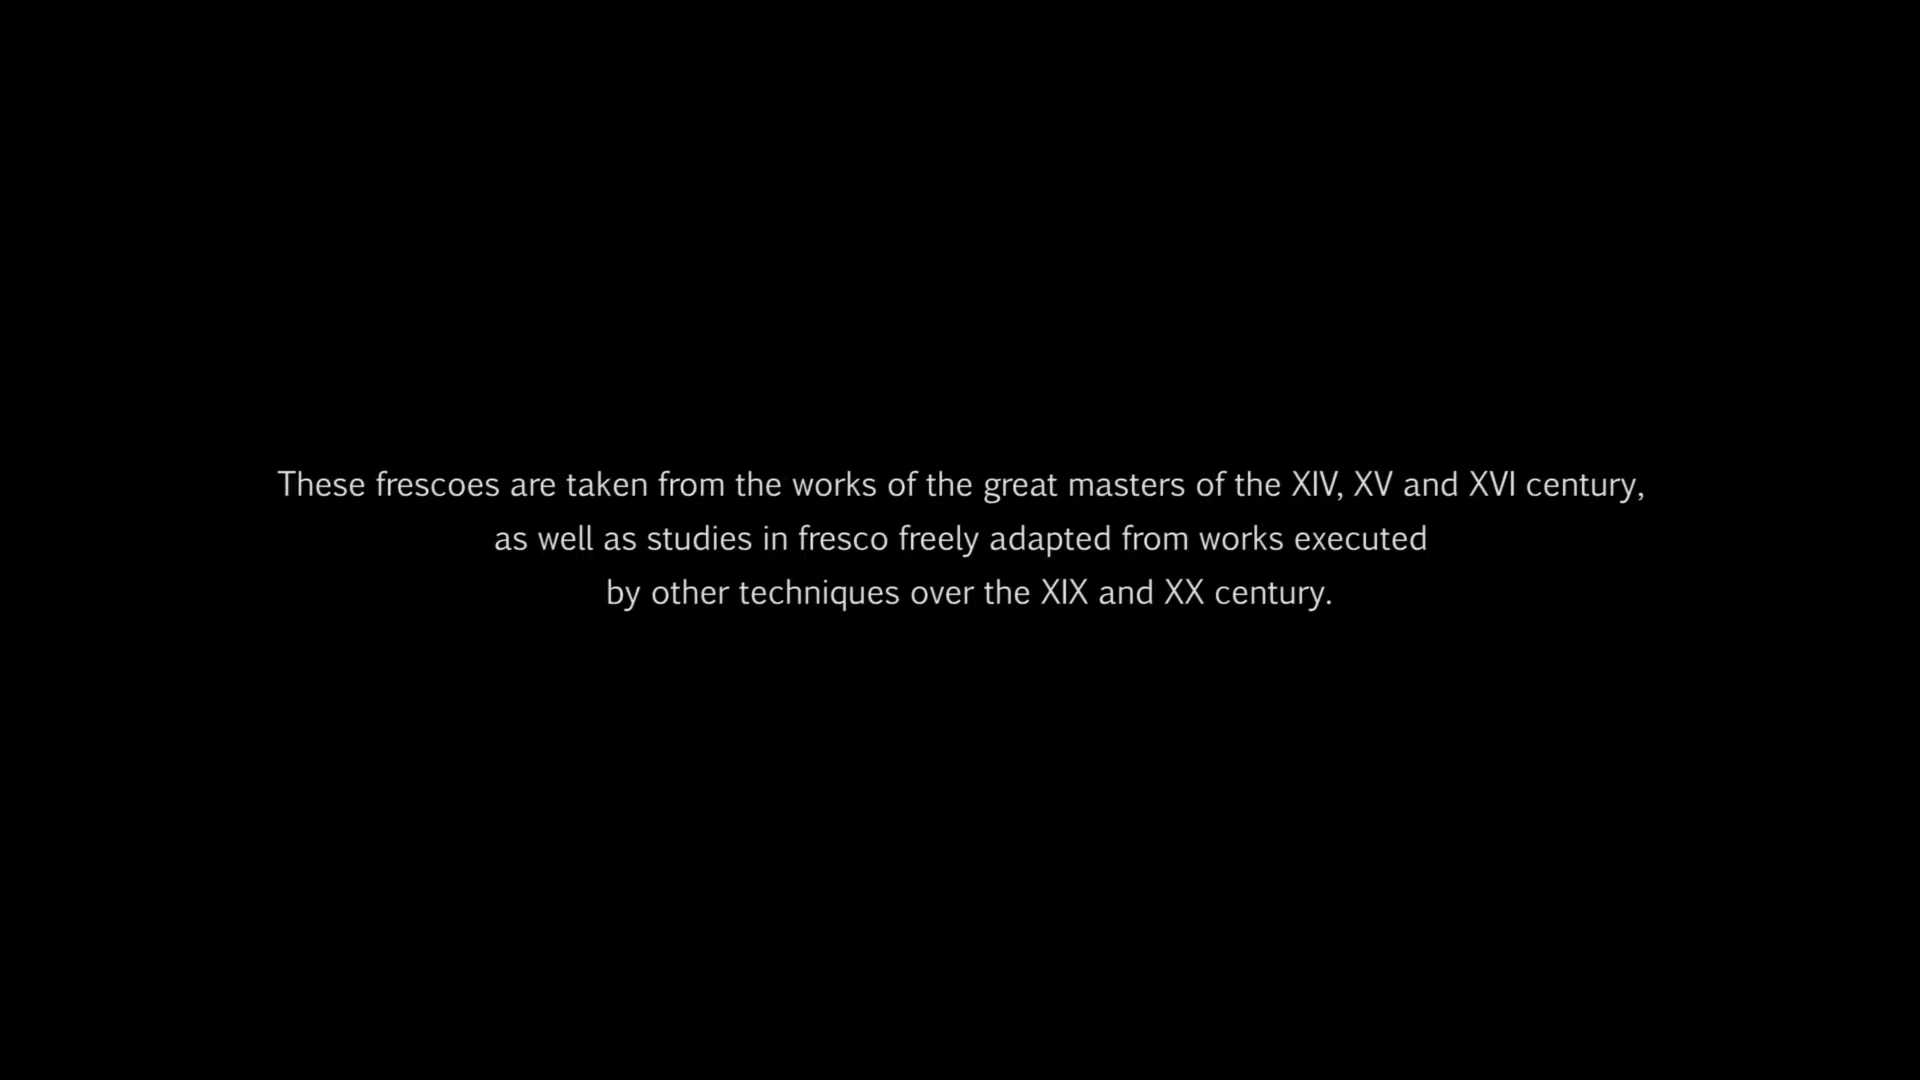 These frescoes are taken from the works of the great masters of the XIV, XV and XVI century,
as well as studies in fresco freely adapted from works executed
by other techniques over the XIX and XX century.